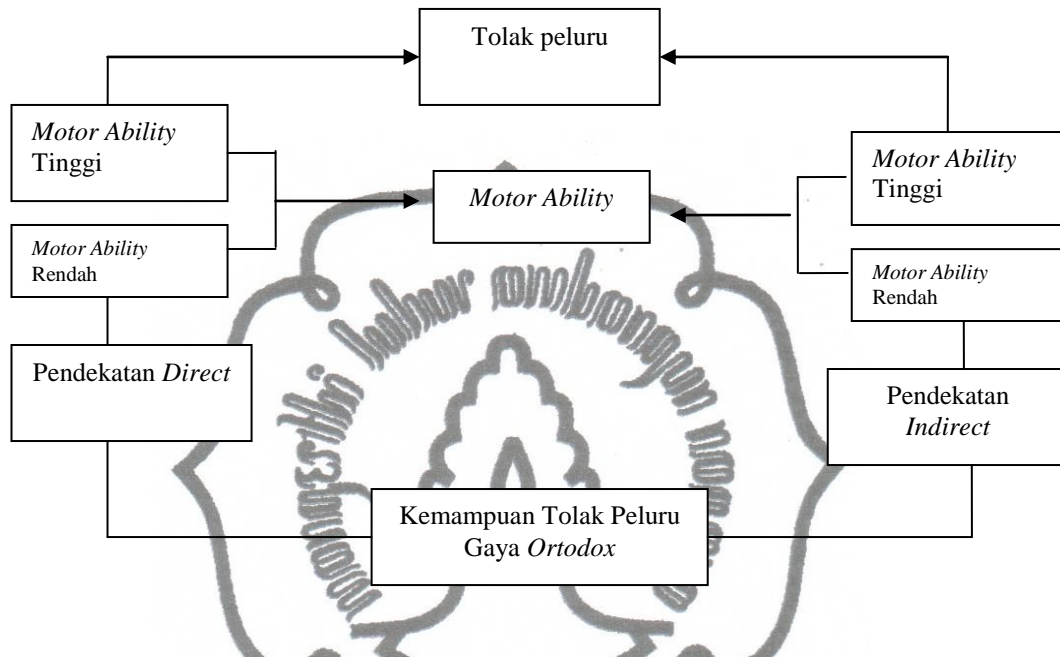 Tolak peluru
Motor Ability
Tinggi
Motor Ability
Tinggi
Motor Ability
Motor Ability
Rendah
Motor Ability
Rendah
Pendekatan Direct
Pendekatan
Indirect
Kemampuan Tolak Peluru
Gaya Ortodox